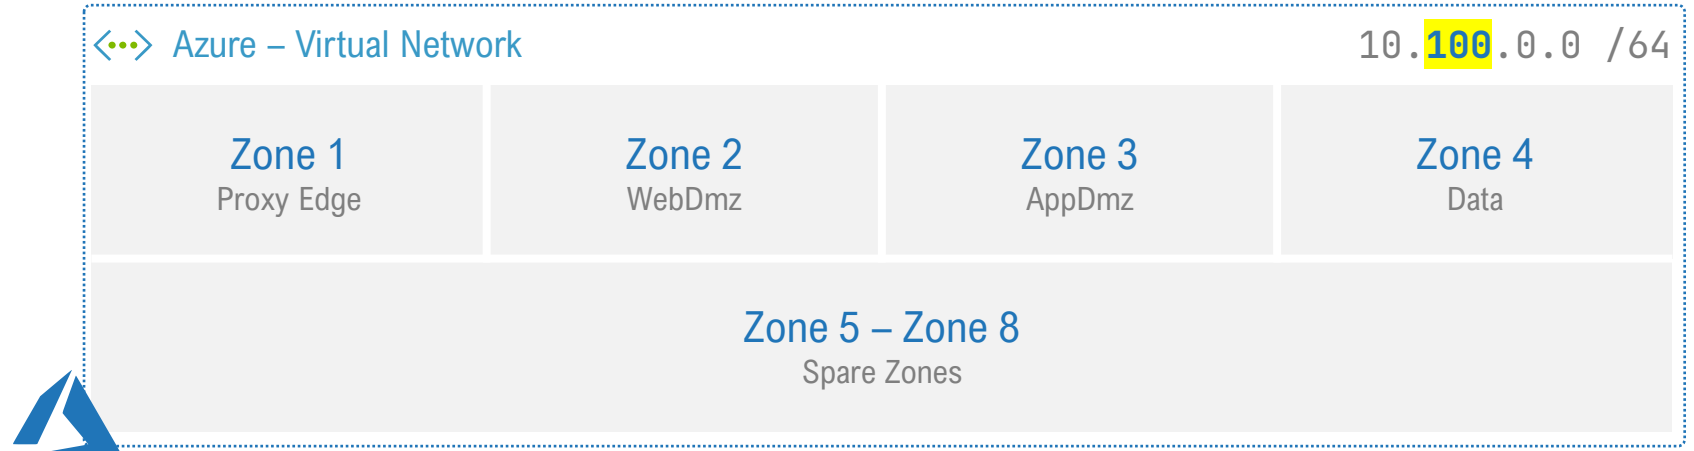 Azure – Virtual Network
10.100.0.0 /64
Zone 1
Proxy Edge
Zone 2
WebDmz
Zone 3
AppDmz
Zone 4
Data
Zone 5 – Zone 8
Spare Zones